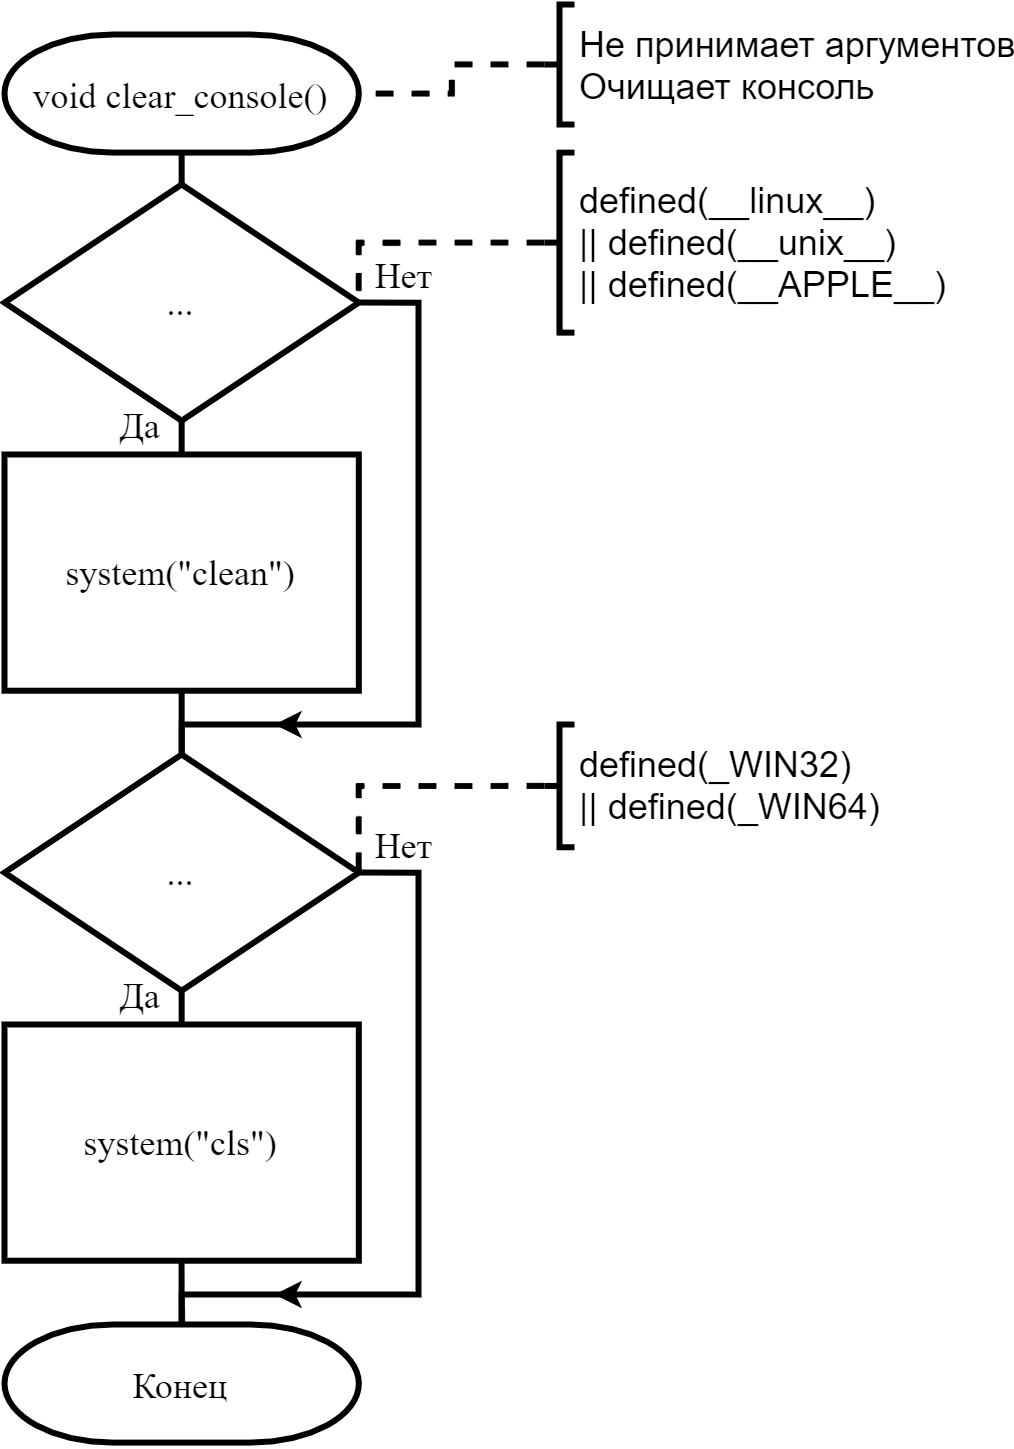 void clear_console()
Не принимает аргументов
Очищает консоль
...
defined(__linux__)
|| defined(__unix__)
|| defined(__APPLE__)
Нет
Да
system("clean")
...
defined(_WIN32)
|| defined(_WIN64)
Нет
Да
system("cls")
Конец